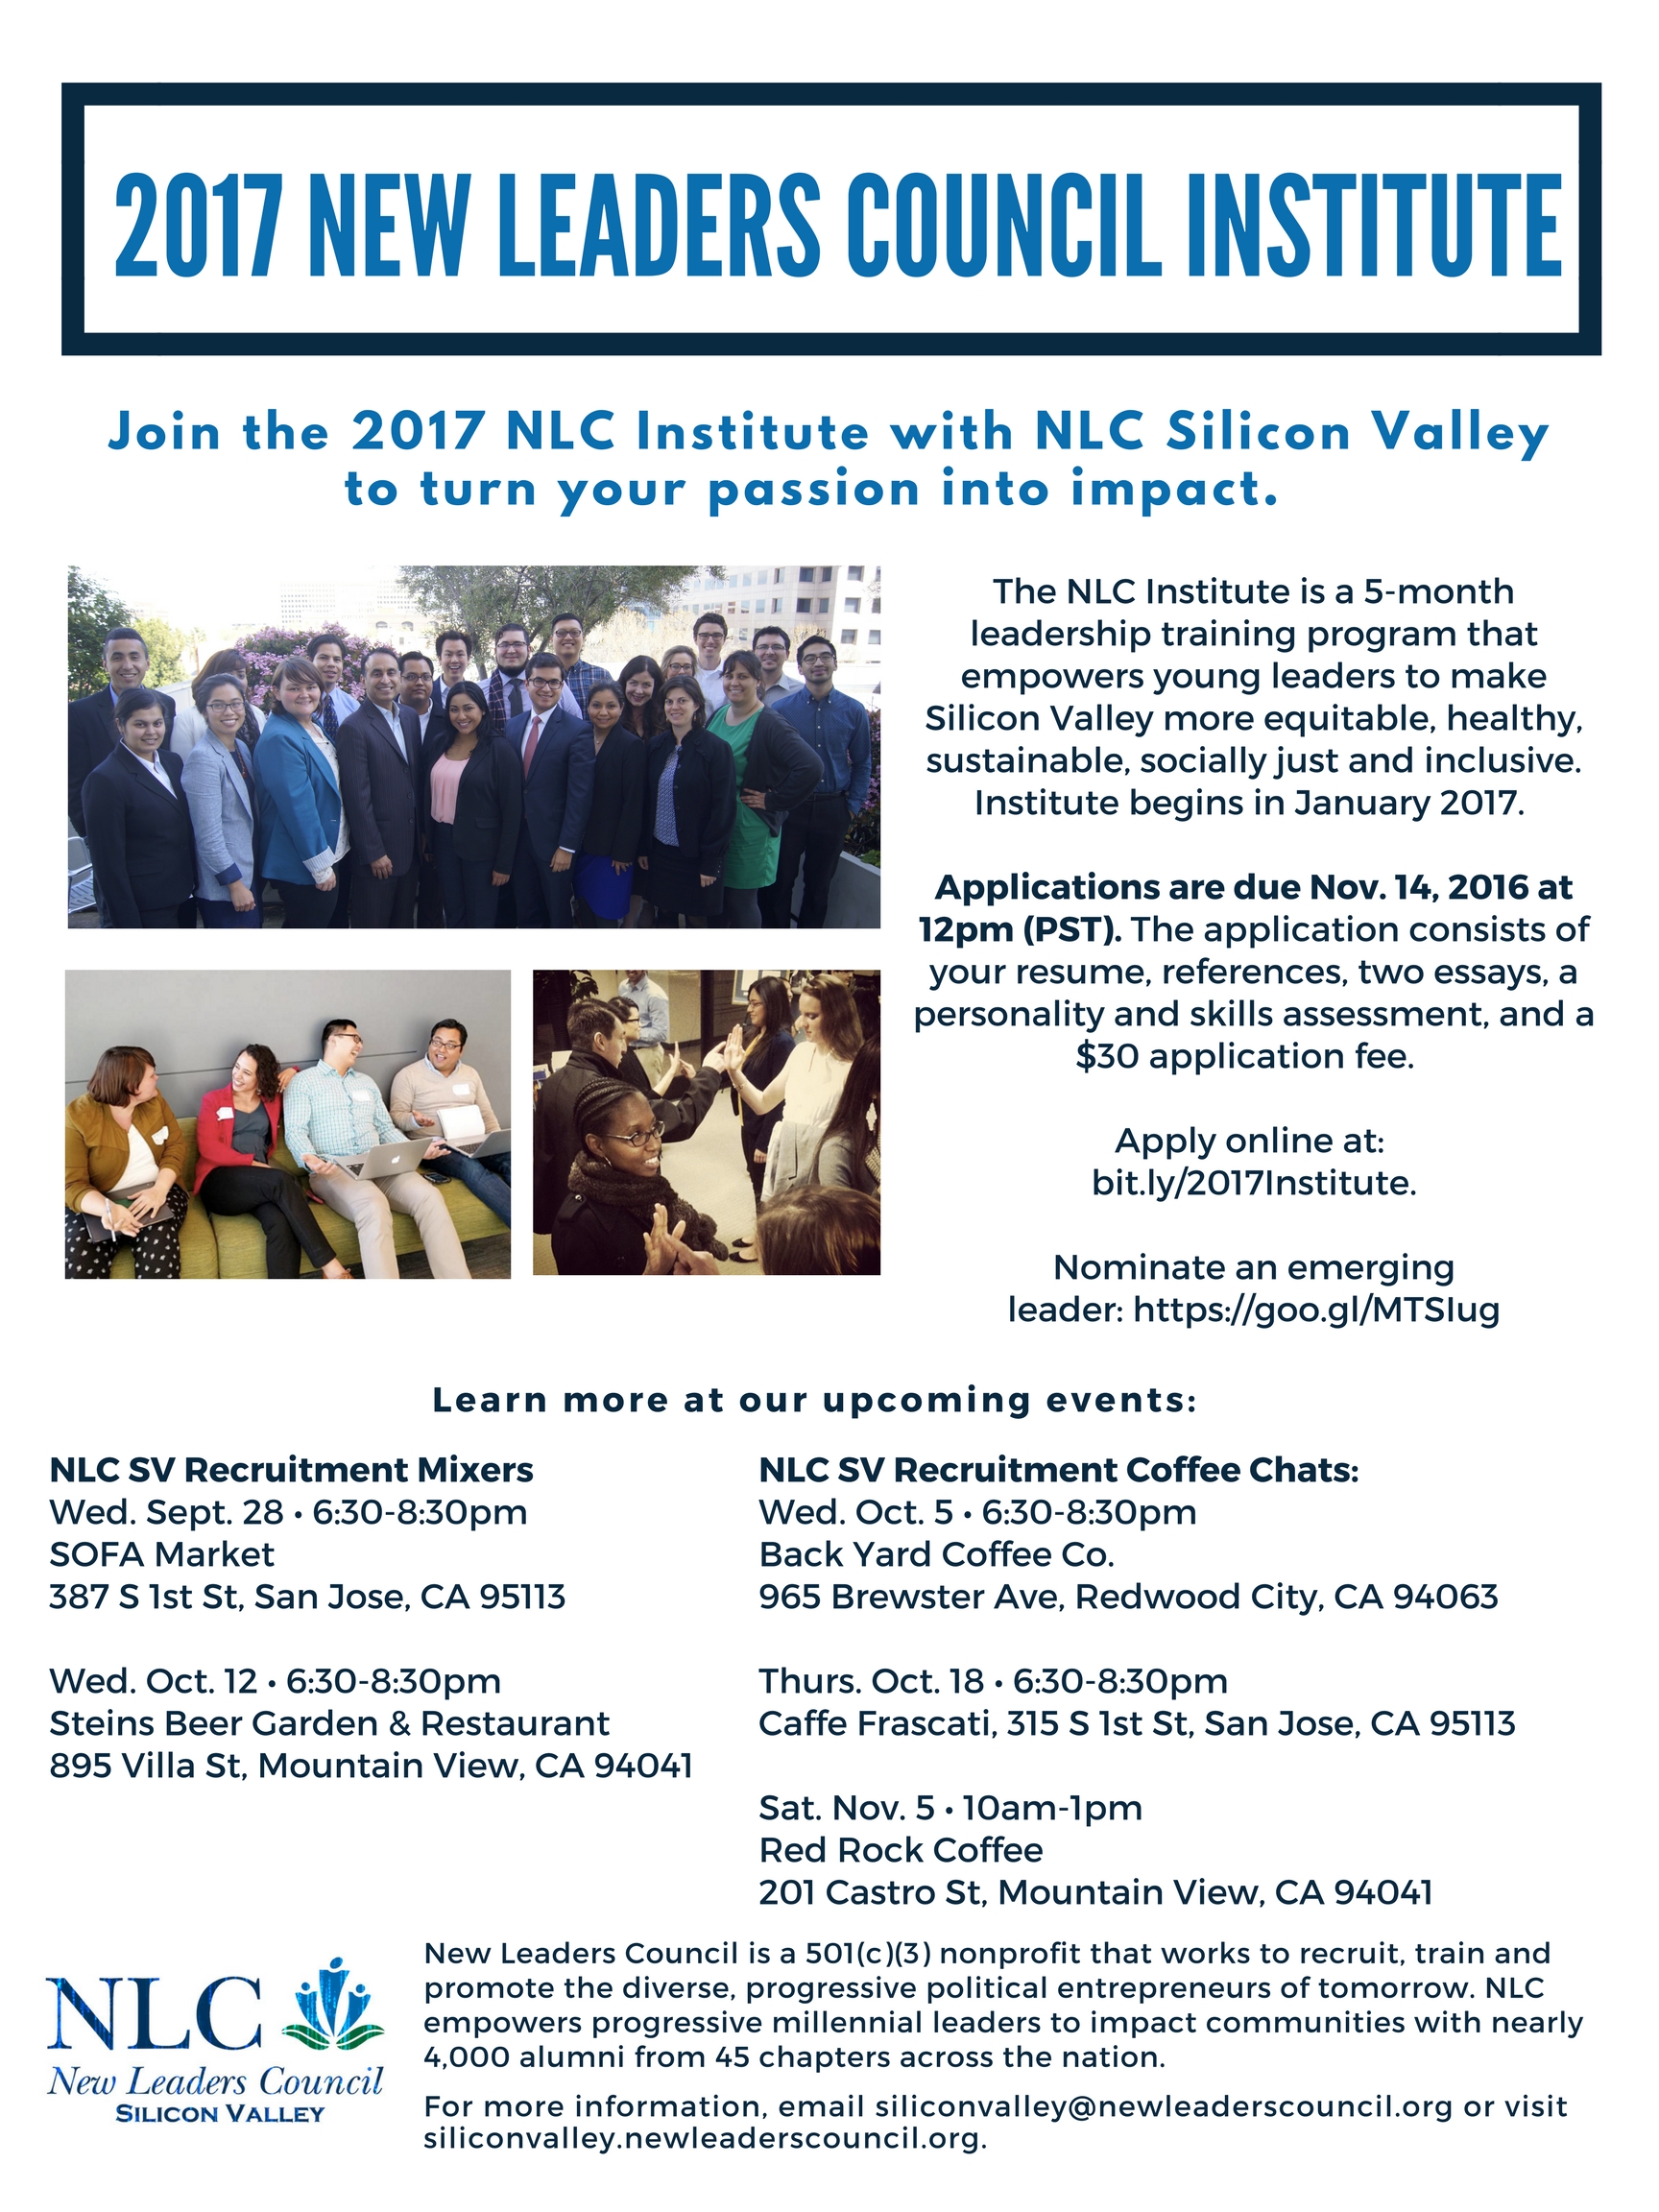 2017 NEW LEADERS COUNCIL INSTITUTE
Join the 2017 NLC Institute with NLC Silicon Valley
to turn your passion into impact.
The NLC Institute is a 5-month
leadership training program that
empowers young leaders to make
Silicon Valley more equitable, healthy,
sustainable, socially just and inclusive.
Institute begins in January 2017.
Applications are due Nov. 14, 2016 at
12pm (PST). The application consists of
your resume, references, two essays, a
personality and skills assessment, and a
$30 application fee.
Apply online at:
bit.ly/2017Institute.
Nominate an emerging
leader: https://goo.gl/MTSIug
Learn more at our upcoming events:
NLC SV Recruitment Mixers
Wed. Sept. 28 • 6:30-8:30pm
SOFA Market
387 S 1st St, San Jose, CA 95113
Wed. Oct. 12 • 6:30-8:30pm
Steins Beer Garden & Restaurant
895 Villa St, Mountain View, CA 94041
NLC SV Recruitment Coffee Chats:
Wed. Oct. 5 • 6:30-8:30pm
Back Yard Coffee Co.
965 Brewster Ave, Redwood City, CA 94063
Thurs. Oct. 18 • 6:30-8:30pm
Caffe Frascati, 315 S 1st St, San Jose, CA 95113
Sat. Nov. 5 • 10am-1pm
Red Rock Coffee
201 Castro St, Mountain View, CA 94041
NLC
New Leaders Council
SILICON VALLEY
New Leaders Council is a 501(c)(3) nonprofit that works to recruit, train and
promote the diverse, progressive political entrepreneurs of tomorrow. NLC
empowers progressive millennial leaders to impact communities with nearly
4,000 alumni from 45 chapters across the nation.
For more information, email siliconvalley@newleaderscouncil.org or visit
siliconvalley.newleaderscouncil.org.